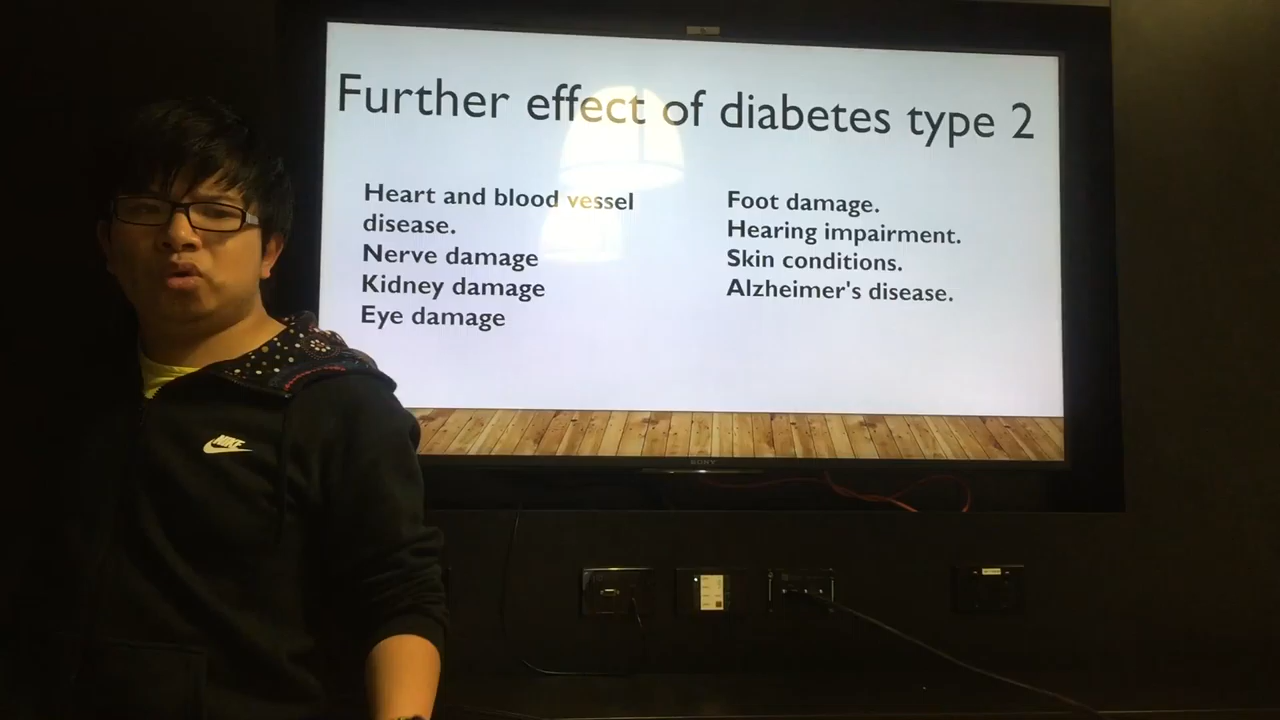 Further effect of diabetes type 2
Heart and blood vessel
disease.
Nerve damage
Kidney damage
Eye damage
Foot damage.
Hearing impairment.
Skin conditions.
Alzheimer's disease.
SONY
NIKE